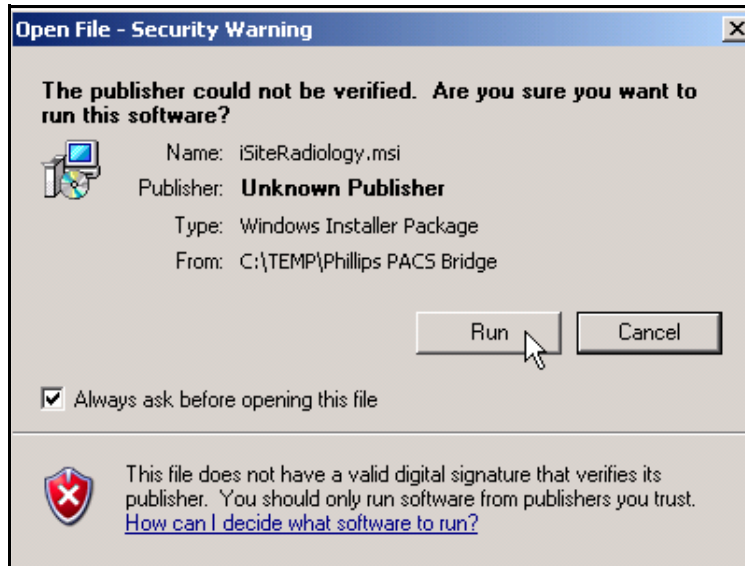 Open File - Security Warning
The publisher could not be verified.  Are you sure you want to
run this software?
Name: iSiteRadiology.msi
Publisher: Unknown Publisher
Type: Windows Installer Package
From: C:\TEMP\Phillips PACS Bridge
Run Cancel
Always ask before opening this file
This file does not have a valid digital signature that verifies its
publisher.  You should only run software from publishers you trust.
How can I decide what software to run?